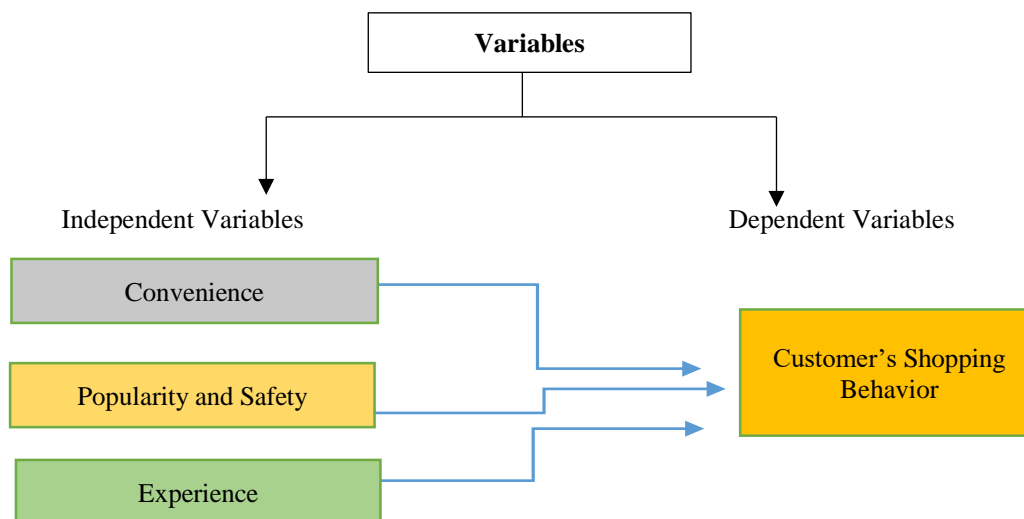 Variables
Independent Variables
Dependent Variables
Convenience
Popularity and Safety
Experience
Customer’s Shopping
Behavior